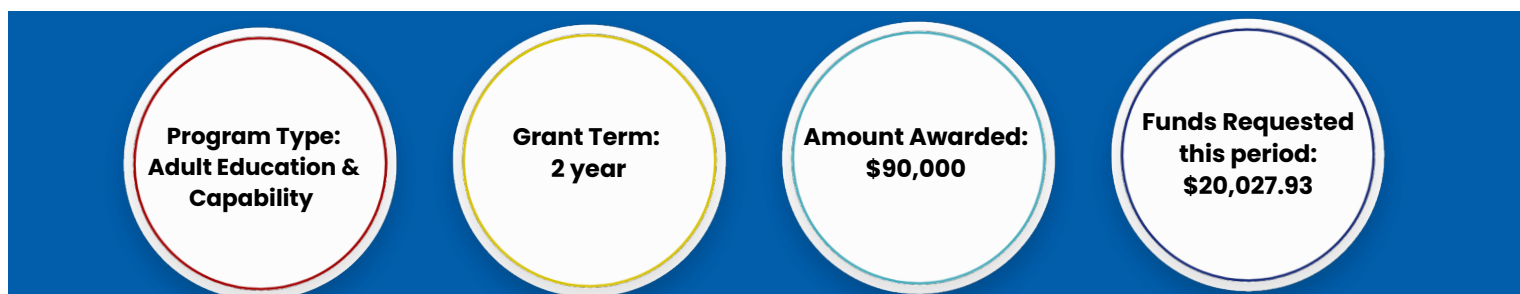 Program Type:
Adult Education &
Capability
Grant Term:
2 year
Amount Awarded:
$90,000
Funds Requested
this period:
$20,027.93